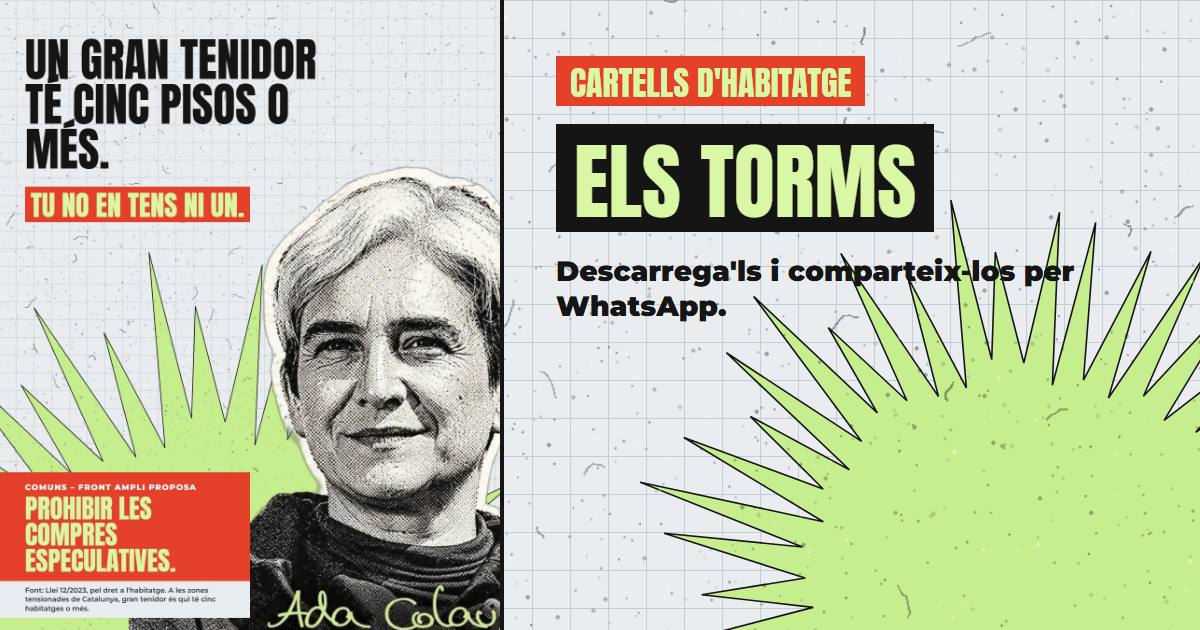 UN GRAN TENIDOR
TÉ CINC PISOS O
MÉS.
TU NO EN TENS NI UN.
COMUNS – FRONT AMPLI PROPOSA
PROHIBIR LES
COMPRES
ESPECULATIVES.
Font: Llei 12/2023, pel dret a l'habitatge. A les zones
tensionades de Catalunya, gran tenidor és qui té cinc
habitatges o més.
Ada Colau
CARTELLS D'HABITATGE
ELS TORMS
Descarrega'ls i comparteix-los per
WhatsApp.